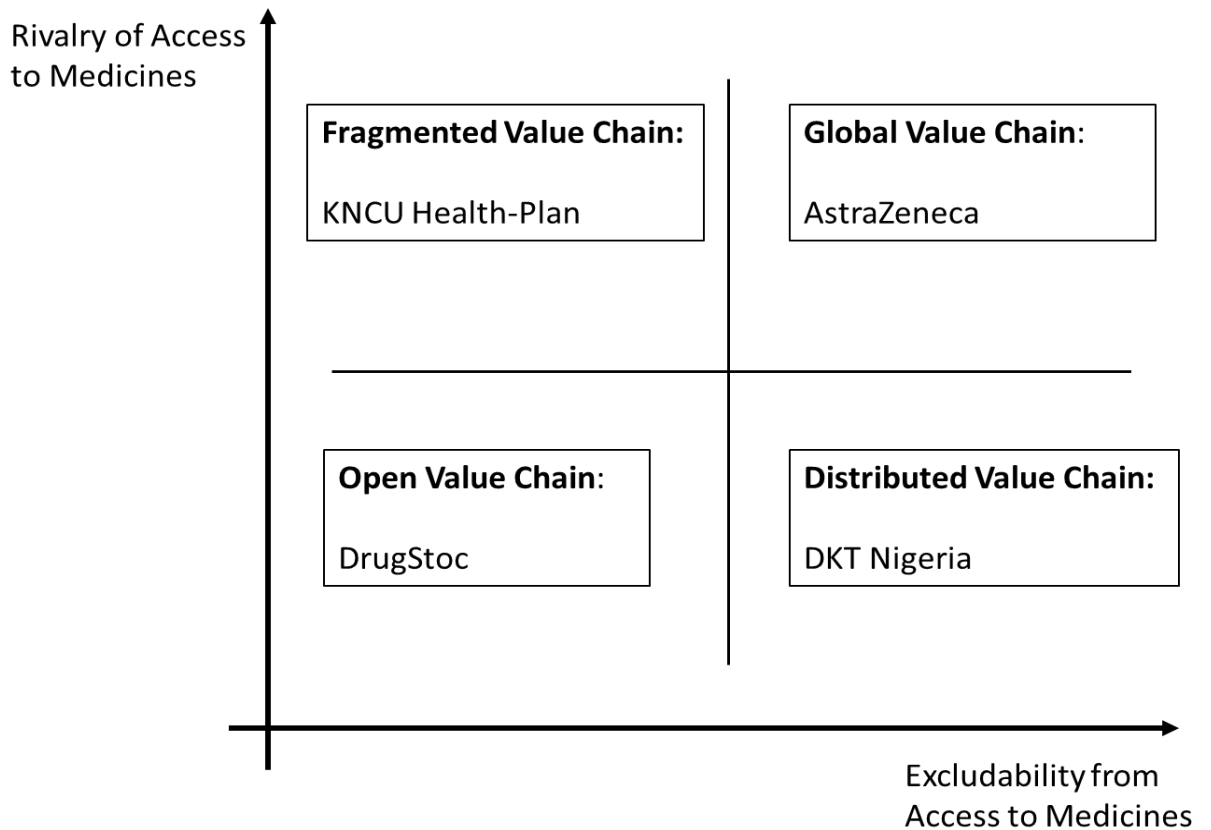 Rivalry of Access
to Medicines
Fragmented Value Chain:
KNCU Health-Plan
Global Value Chain:
AstraZeneca
Open Value Chain:
DrugStoc
Distributed Value Chain:
DKT Nigeria
Excludability from
Access to Medicines